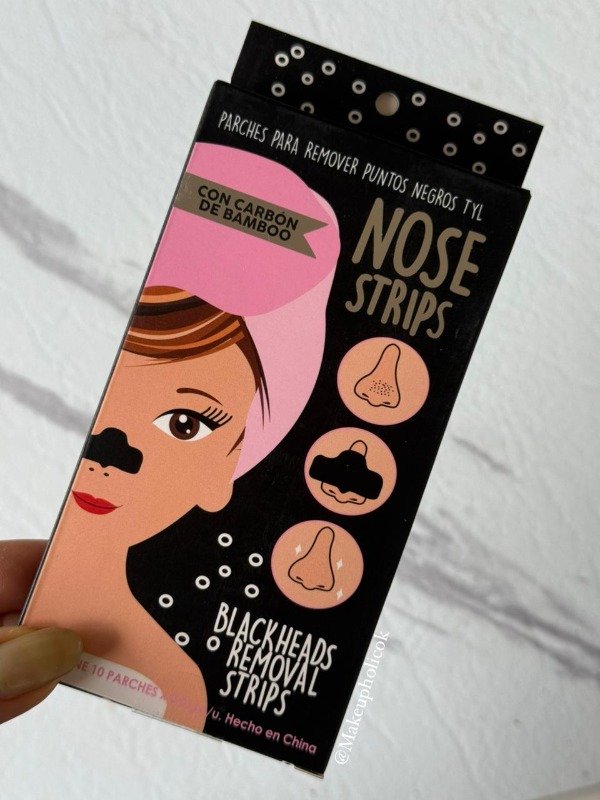 PARCHES PARA REMOVER PUNTOS NEGROS TYL
CON CARBÓN
DE BAMBOO
NOSE
STRIPS
BLACKHEADS
REMOVAL
STRIPS
NE 10 PARCHES
/u. Hecho en China
@Makeupholicok